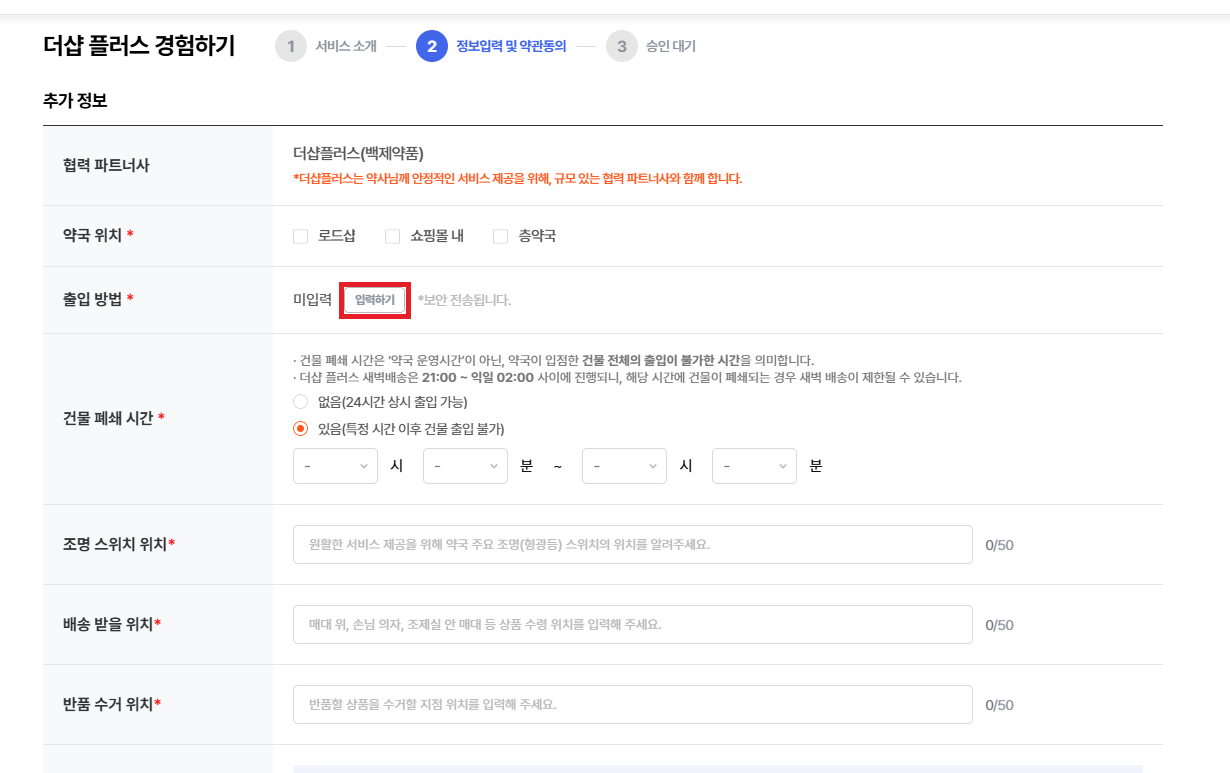 더샵 플러스 경험하기 1 서비스 소개 2 정보입력 및 약관동의 3 승인 대기
추가 정보
협력 파트너사
더샵플러스(백제약품)
*더샵플러스는 약사님께 안정적인 서비스 제공을 위해, 규모 있는 협력 파트너사와 함께 합니다.
약국 위치 * 로드샵 쇼핑몰 내 층약국
출입 방법 * 미입력 입력하기 *보안 전송됩니다.
건물 폐쇄 시간 *
· 건물 폐쇄 시간은 ‘약국 운영시간’이 아닌, 약국이 입점한 건물 전체의 출입이 불가한 시간을 의미합니다.
· 더샵 플러스 새벽배송은 21:00 ~ 익일 02:00 사이에 진행되니, 해당 시간에 건물이 폐쇄되는 경우 새벽 배송이 제한될 수 있습니다.
없음(24시간 상시 출입 가능)
있음(특정 시간 이후 건물 출입 불가)
- 시 - 분 ~ - 시 - 분
조명 스위치 위치* 원활한 서비스 제공을 위해 약국 주요 조명(형광등) 스위치의 위치를 알려주세요. 0/50
배송 받을 위치* 매대 위, 손님 의자, 조제실 안 매대 등 상품 수령 위치를 입력해 주세요. 0/50
반품 수거 위치* 반품할 상품을 수거할 지점 위치를 입력해 주세요. 0/50